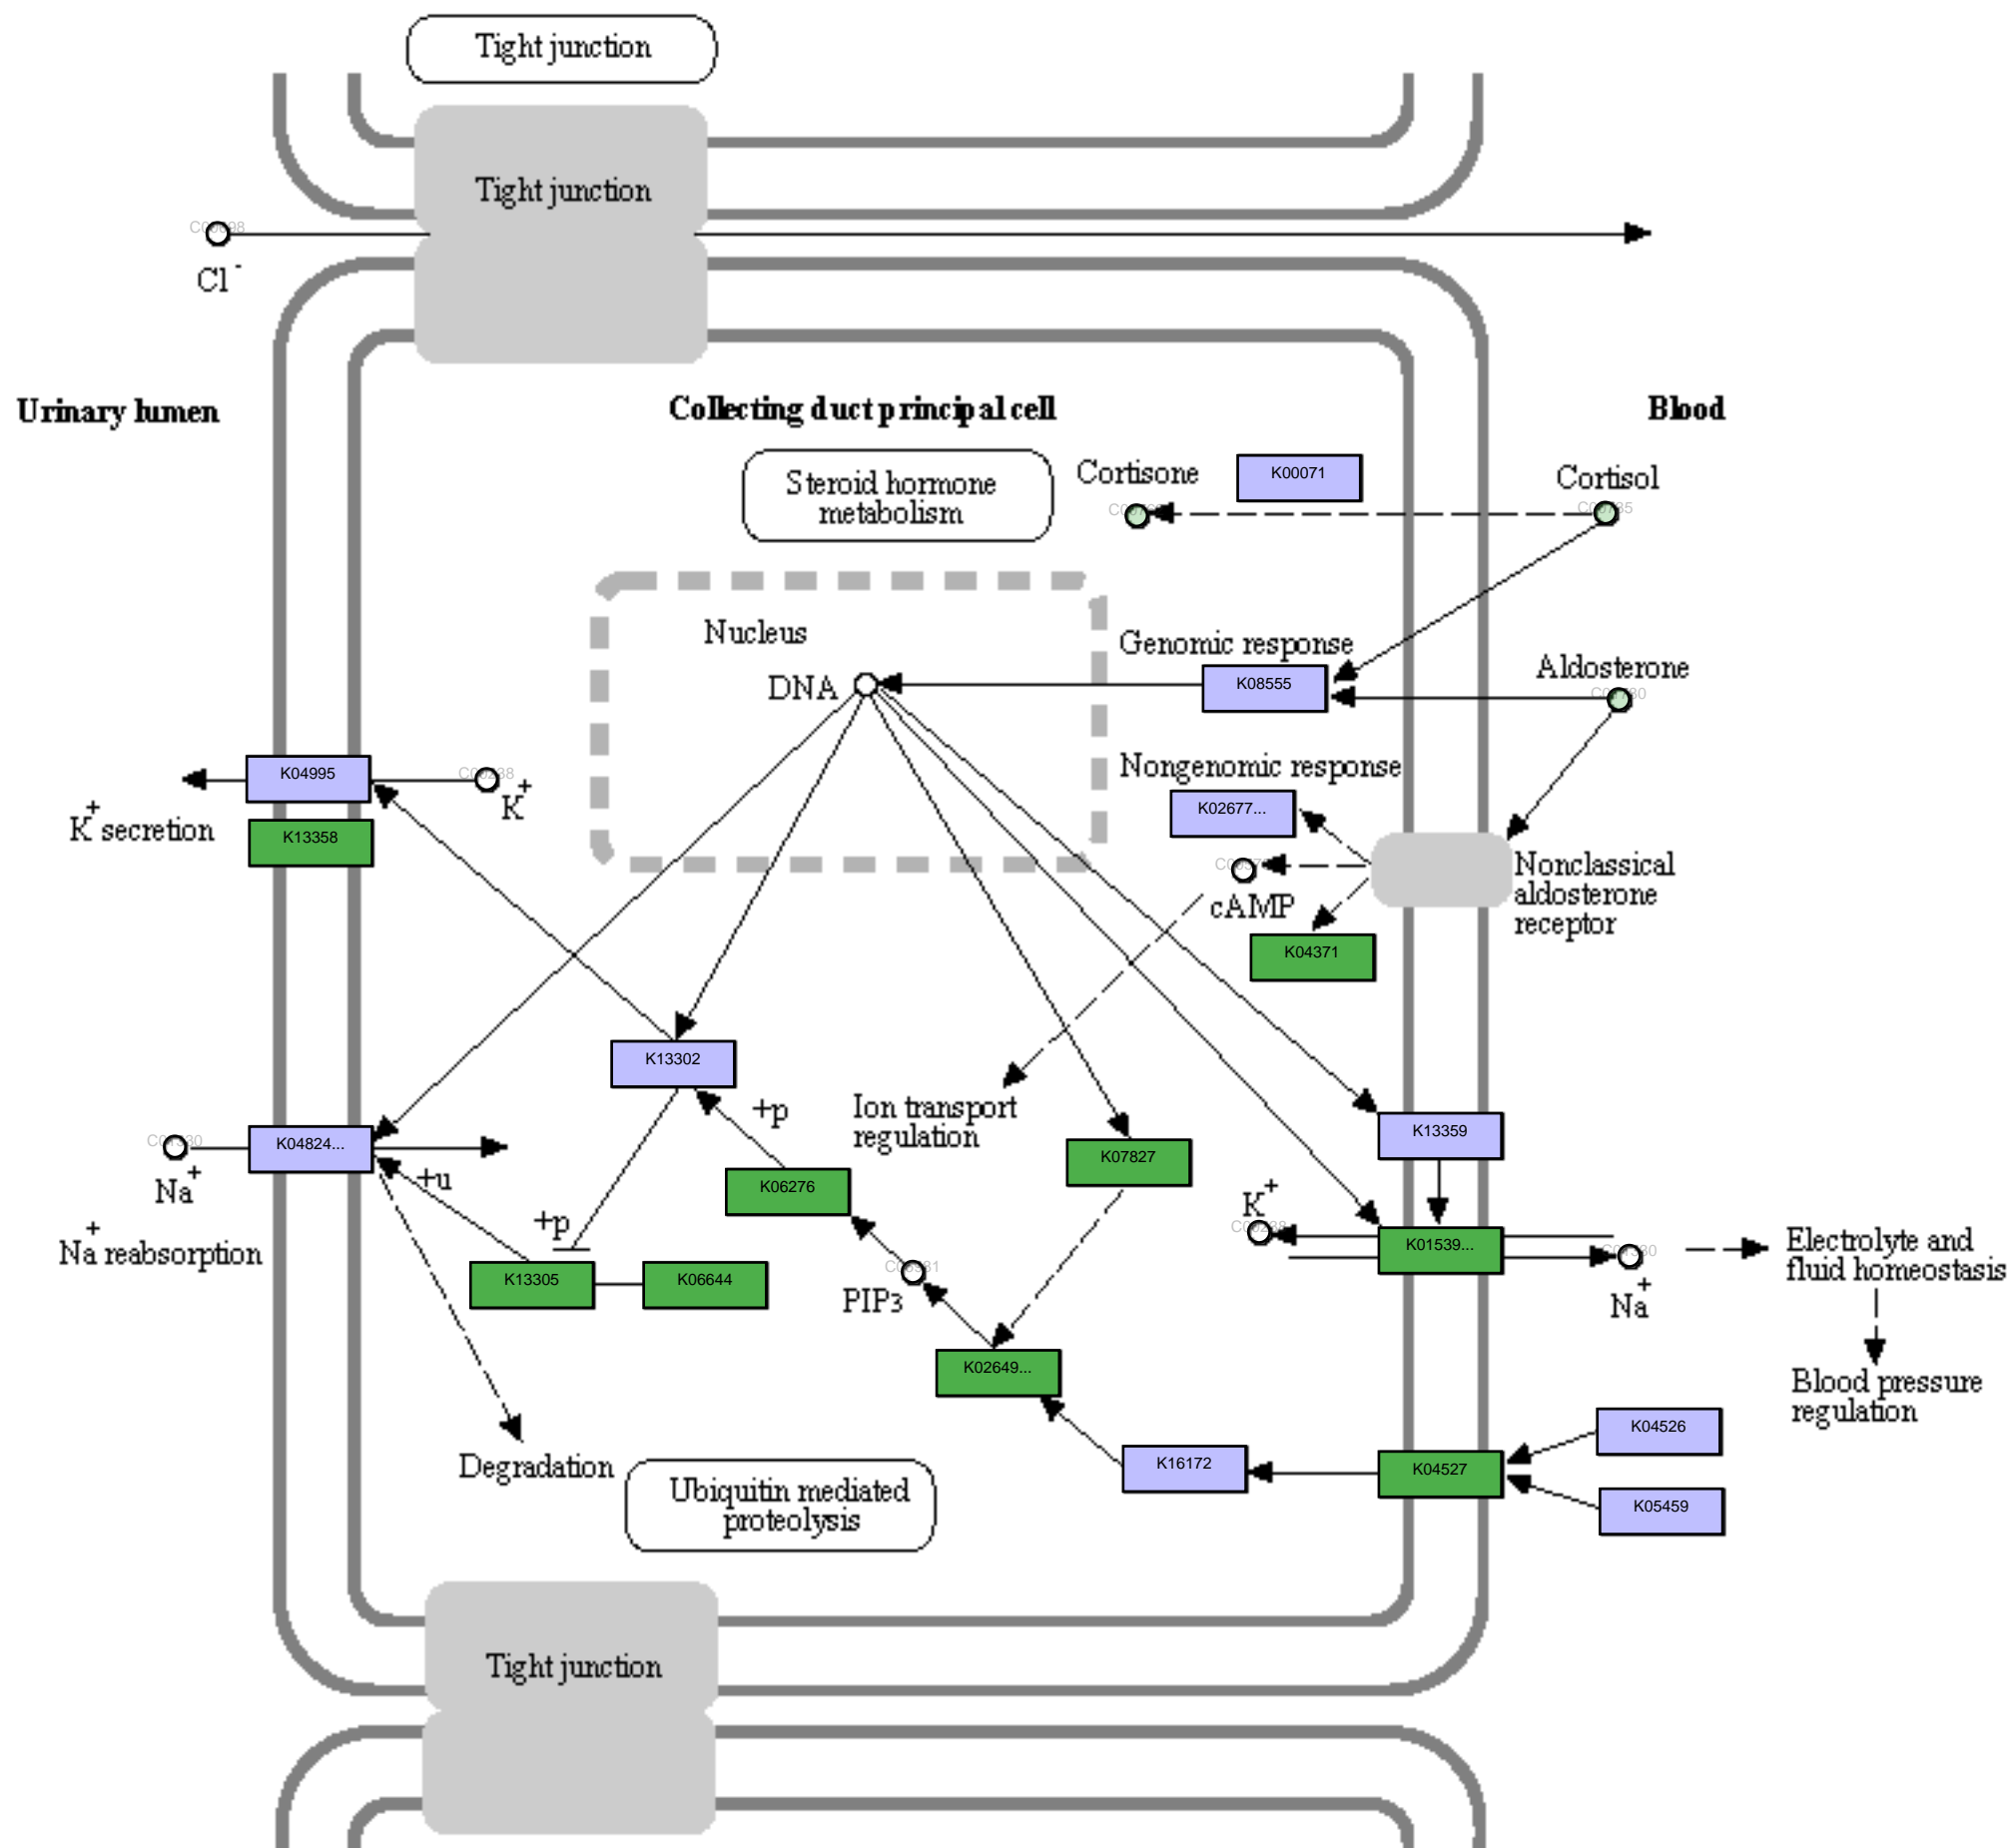 Tight junction
Tight junction
Cl -
Urinary lumen
Collecting duct principal cell
Blood
Steroid hormone
metabolism
Cortisone
K00071
Cortisol
Nucleus
Genomic response
DNA
K08555
Aldosterone
K04995
K+
K+ secretion
K13358
Nongenomic response
K02677...
cAMP
K04371
Nonclassical
aldosterone
receptor
K13302
+p
Ion transport
regulation
K13359
K04824...
Na+
Na+ reabsorption
+u
+p
K06276
K07827
K+
K01539...
Na+
Electrolyte and
fluid homeostasis
K13305
K06644
PIP3
K02649...
Blood pressure
regulation
Degradation
Ubiquitin mediated
proteolysis
K16172
K04527
K04526
K05459
Tight junction